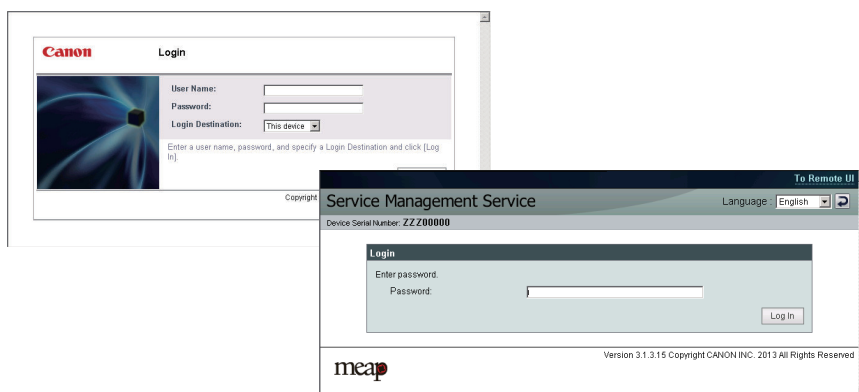 Canon
Login
User Name:
Password:
Login Destination:
This device
Enter a user name, password, and specify a Login Destination and click [Log
In].
Copyright
To Remote UI
Service Management Service
Language : English
Device Serial Number: ZZZ00000
Login
Enter password.
Password:
Log In
meap
Version 3.1.3.15 Copyright CANON INC. 2013 All Rights Reserved